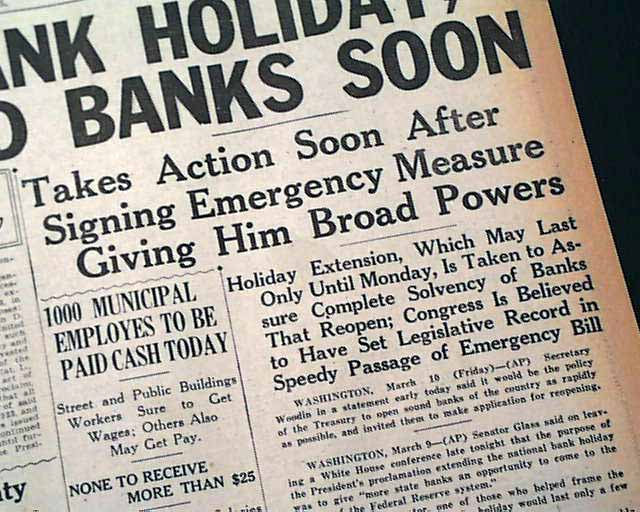 ANK HOLIDAY,
BANKS SOON
Takes Action Soon After
Signing Emergency Measure
Giving Him Broad Powers
1000 MUNICIPAL
EMPLOYES TO BE
PAID CASH TODAY
Street and Public Buildings
Workers Sure to Get
Wages; Others Also
May Get Pay.
NONE TO RECEIVE
MORE THAN $25
Holiday Extension, Which May Last
Only Until Monday, Is Taken to As-
sure Complete Solvency of Banks
That Reopen; Congress Is Believed
to Have Set Legislative Record in
Speedy Passage of Emergency Bill
WASHINGTON, March 10 (Friday)—(AP) Secretary
Woodin in a statement early today said it would be the policy
of the Treasury to open sound banks of the country as rapidly
as possible, and invited them to make application for reopening.
WASHINGTON, March 9—(AP) Senator Glass said on leav-
ing a White House conference late tonight that the purpose of
the President's proclamation extending the national bank holiday
was to give "more state banks an opportunity to come to the
of the Federal Reserve system."
one of those who helped frame the
holiday would last only a few